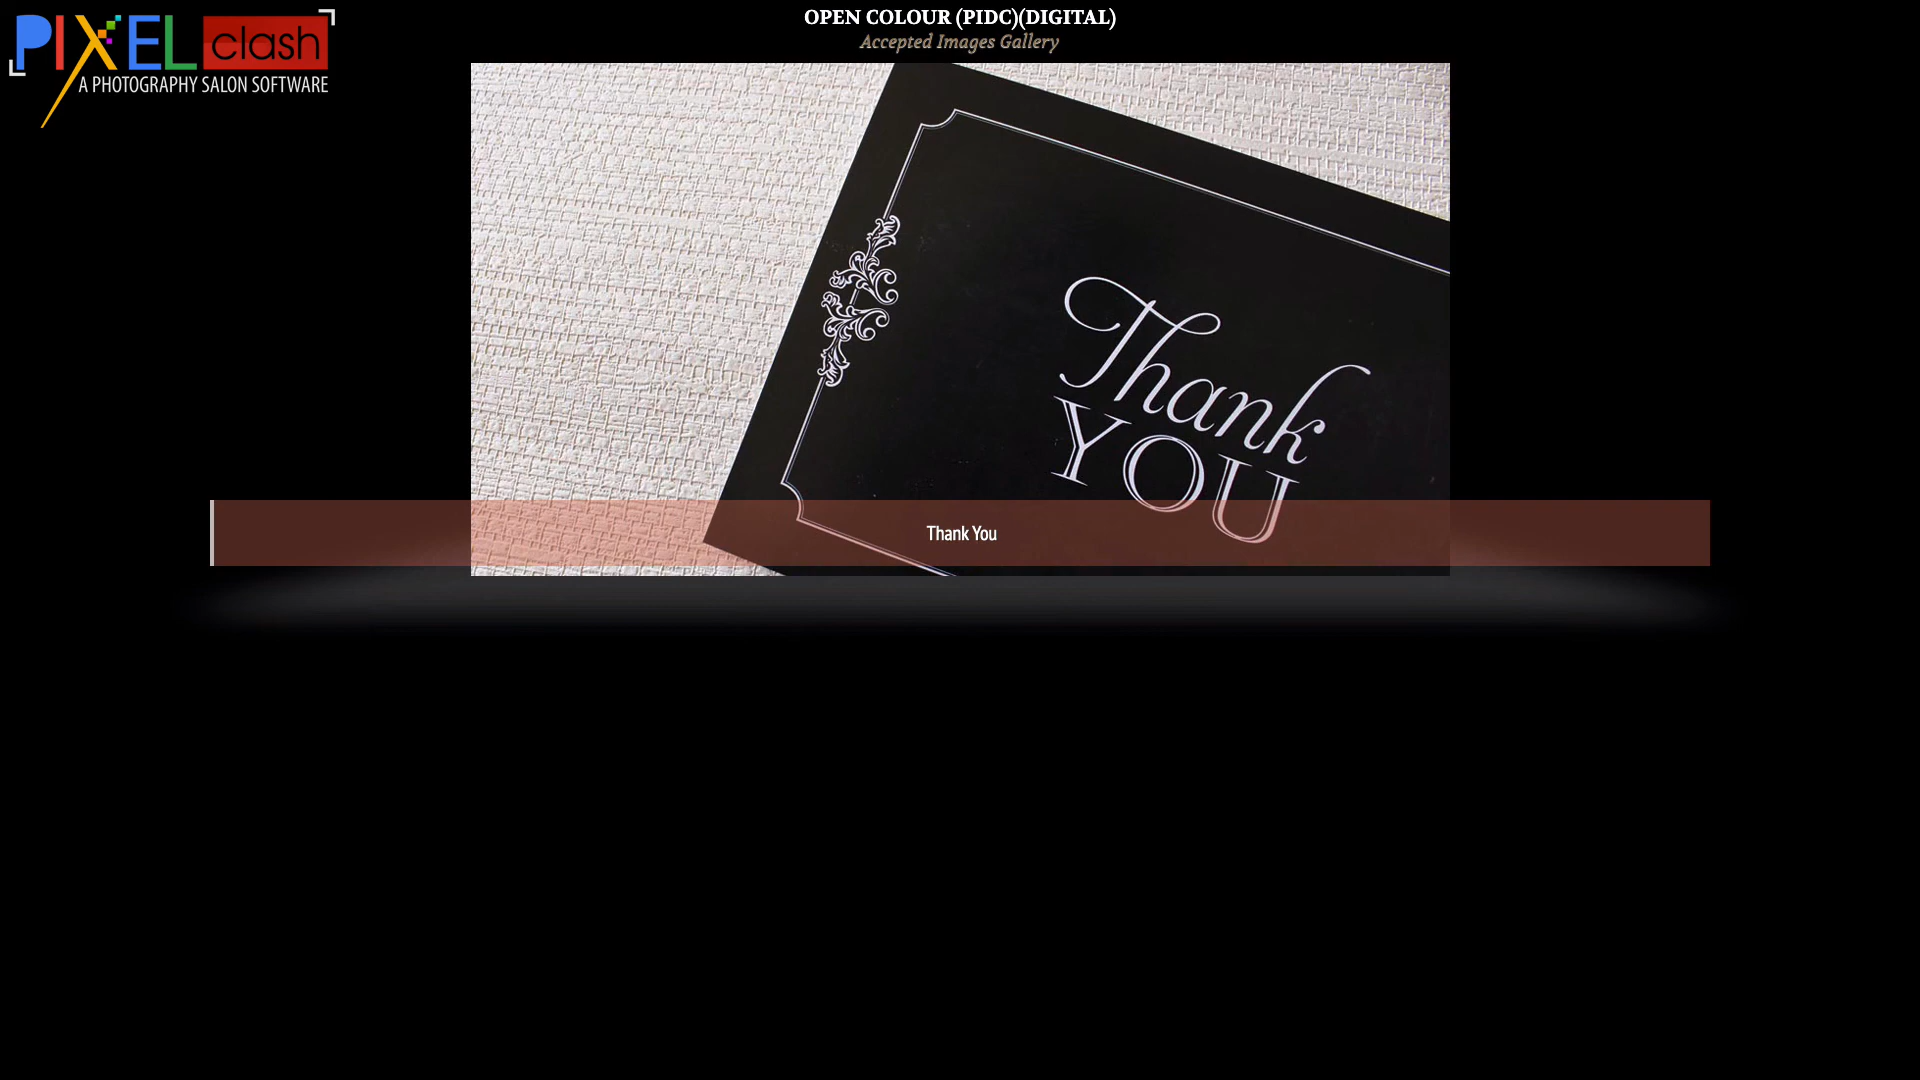 PIXEL clash
A PHOTOGRAPHY SALON SOFTWARE
OPEN COLOUR (PIDC)(DIGITAL)
Accepted Images Gallery
Thank
YOU
Thank You